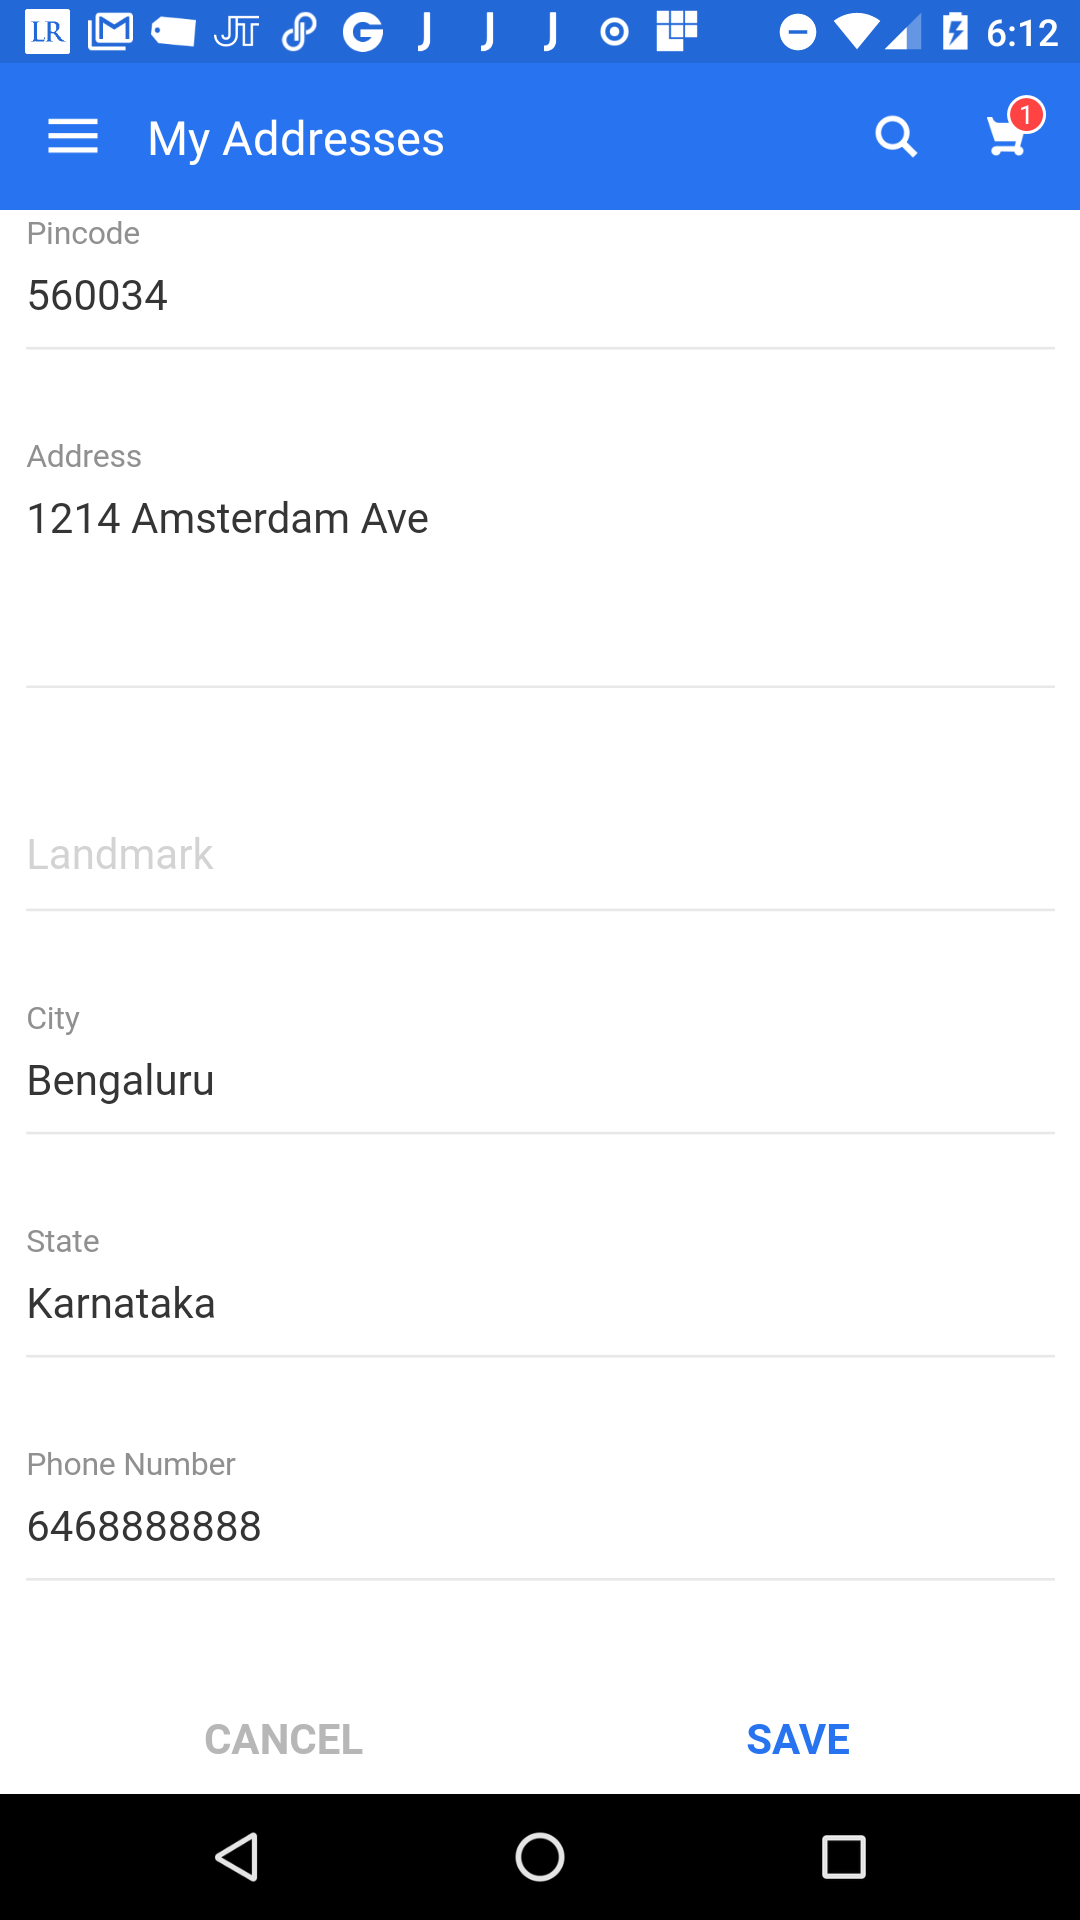 LR JT G J J J 6:12
My Addresses 1
Pincode
560034
Address
1214 Amsterdam Ave
Landmark
City
Bengaluru
State
Karnataka
Phone Number
6468888888
CANCEL SAVE